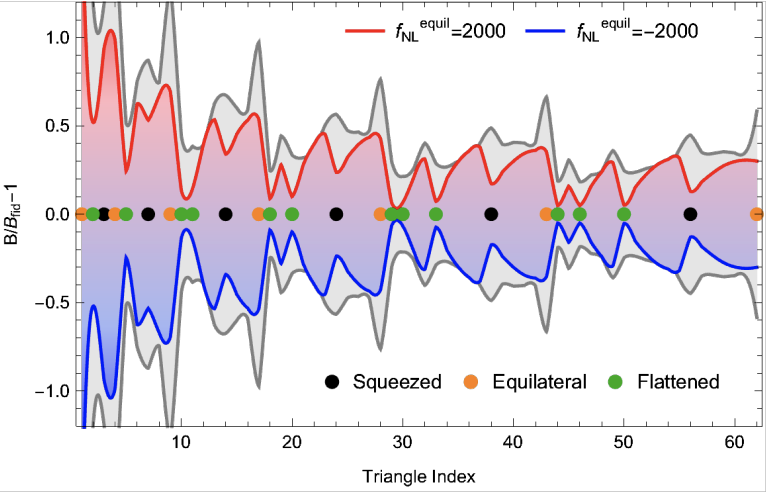 f_NL^equil=2000 f_NL^equil=−2000
1.0
0.5
0.0
−0.5
−1.0
B/B_fid−1
Squeezed Equilateral Flattened
10 20 30 40 50 60
Triangle Index